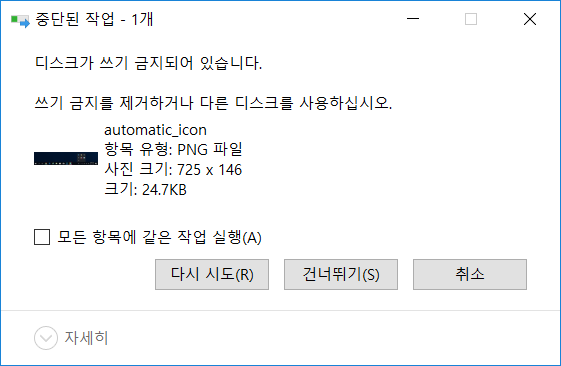 중단된 작업 - 1개
디스크가 쓰기 금지되어 있습니다.
쓰기 금지를 제거하거나 다른 디스크를 사용하십시오.
automatic_icon
항목 유형: PNG 파일
사진 크기: 725 x 146
크기: 24.7KB
모든 항목에 같은 작업 실행(A)
다시 시도(R) 건너뛰기(S) 취소
자세히